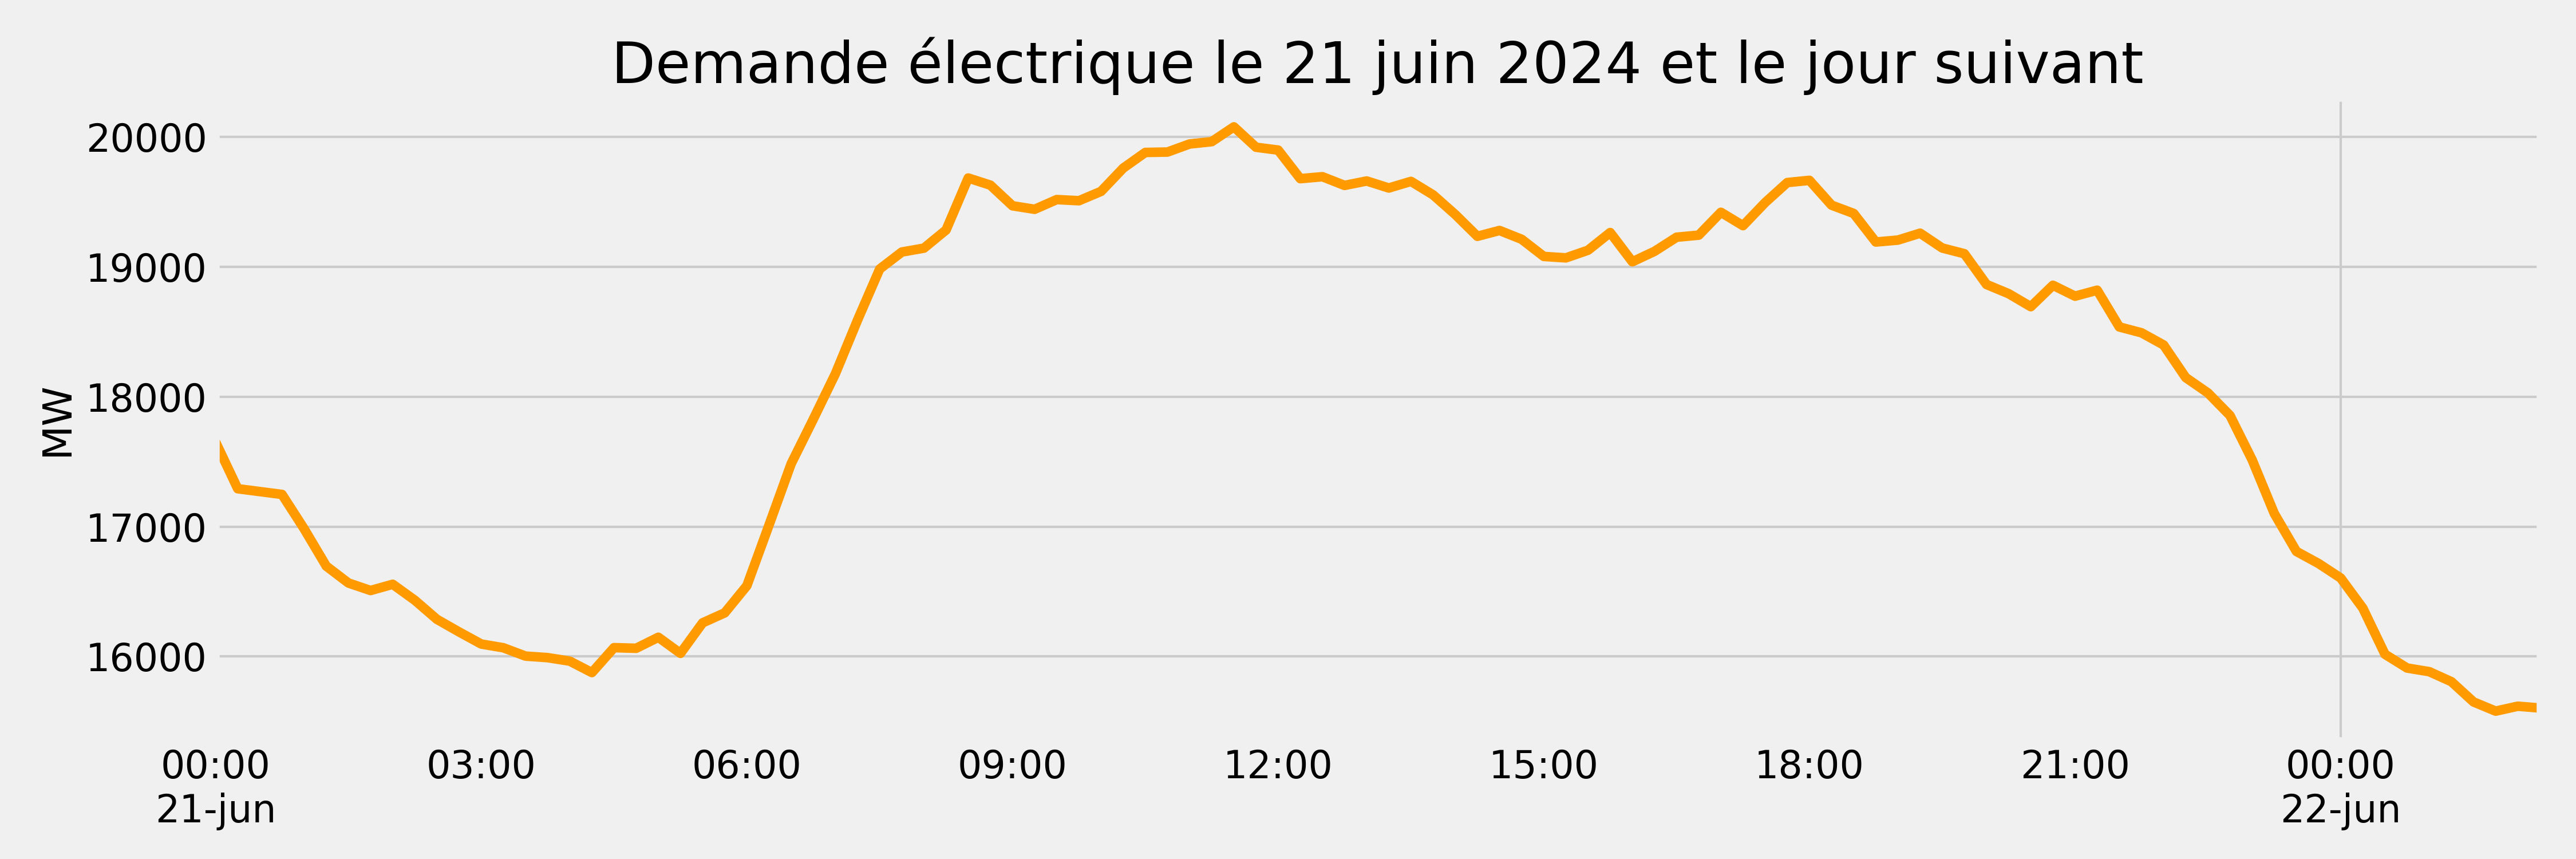 Demande électrique le 21 juin 2024 et le jour suivant
20000
19000
18000
17000
16000
MW
00:00 03:00 06:00 09:00 12:00 15:00 18:00 21:00 00:00
21-jun 22-jun